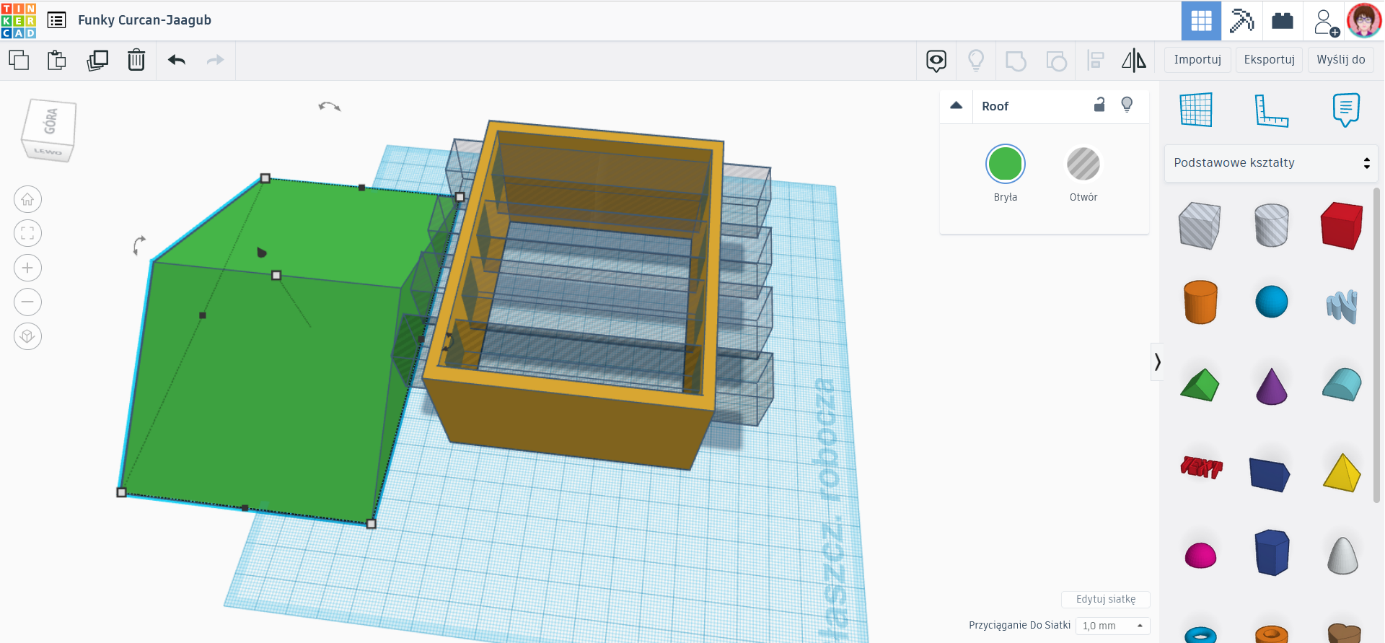 TIN
KER
CAD
Funky Curcan-Jaagub
Importuj
Eksportuj
Wyślij do
GÓRA
LEWO
Roof
Bryła
Otwór
Podstawowe kształty
TEXT
łaszcz. robocza
Edytuj siatkę
Przyciąganie Do Siatki
1,0 mm